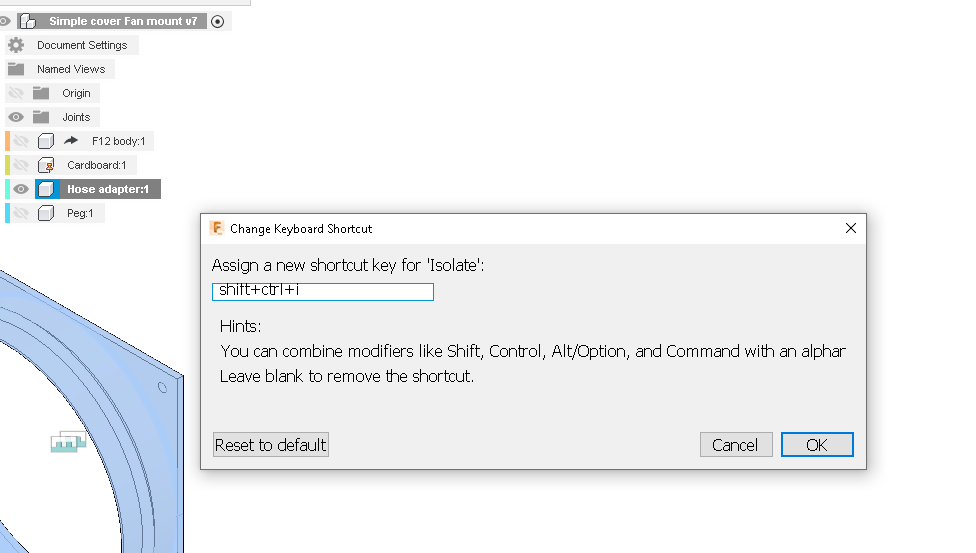 Simple cover Fan mount v7
Document Settings
Named Views
Origin
Joints
F12 body:1
Cardboard:1
Hose adapter:1
Peg:1
F Change Keyboard Shortcut
Assign a new shortcut key for 'Isolate':
shift+ctrl+i
Hints:
You can combine modifiers like Shift, Control, Alt/Option, and Command with an alphar
Leave blank to remove the shortcut.
Reset to default Cancel OK